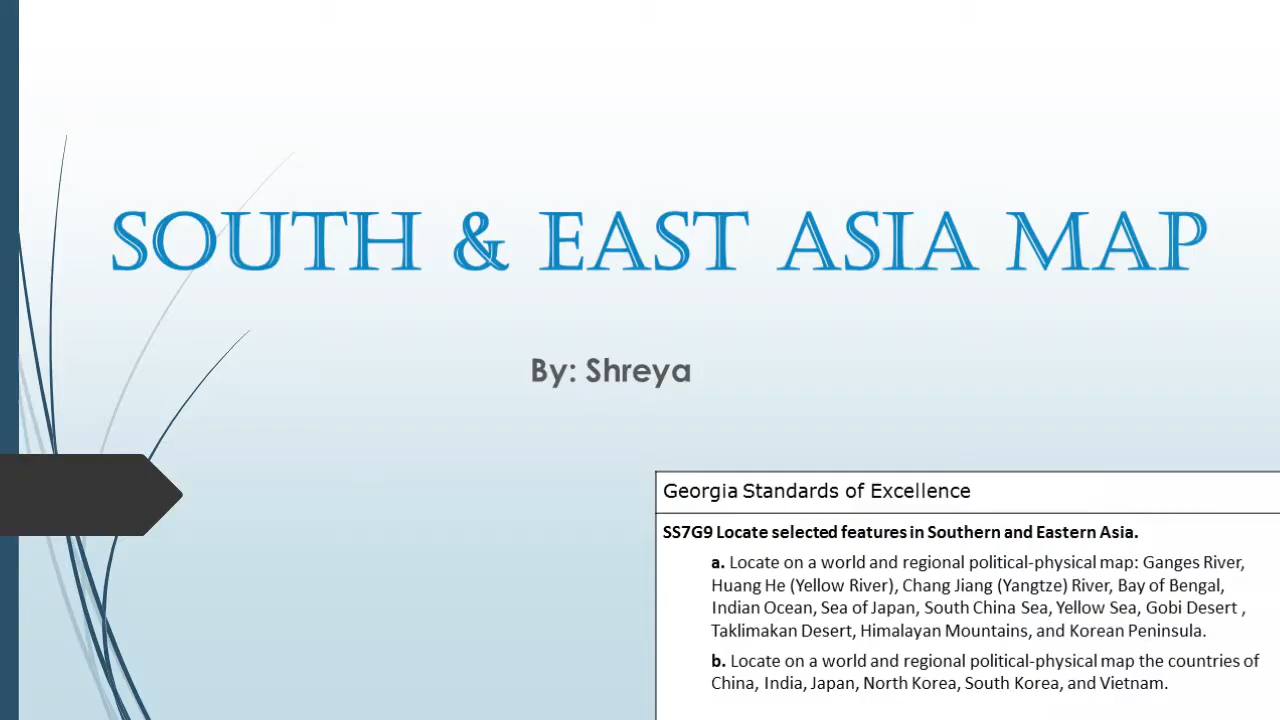 SOUTH & EAST ASIA MAP
By: Shreya
Georgia Standards of Excellence
SS7G9 Locate selected features in Southern and Eastern Asia.
a. Locate on a world and regional political-physical map: Ganges River,
Huang He (Yellow River), Chang Jiang (Yangtze) River, Bay of Bengal,
Indian Ocean, Sea of Japan, South China Sea, Yellow Sea, Gobi Desert ,
Taklimakan Desert, Himalayan Mountains, and Korean Peninsula.
b. Locate on a world and regional political-physical map the countries of
China, India, Japan, North Korea, South Korea, and Vietnam.